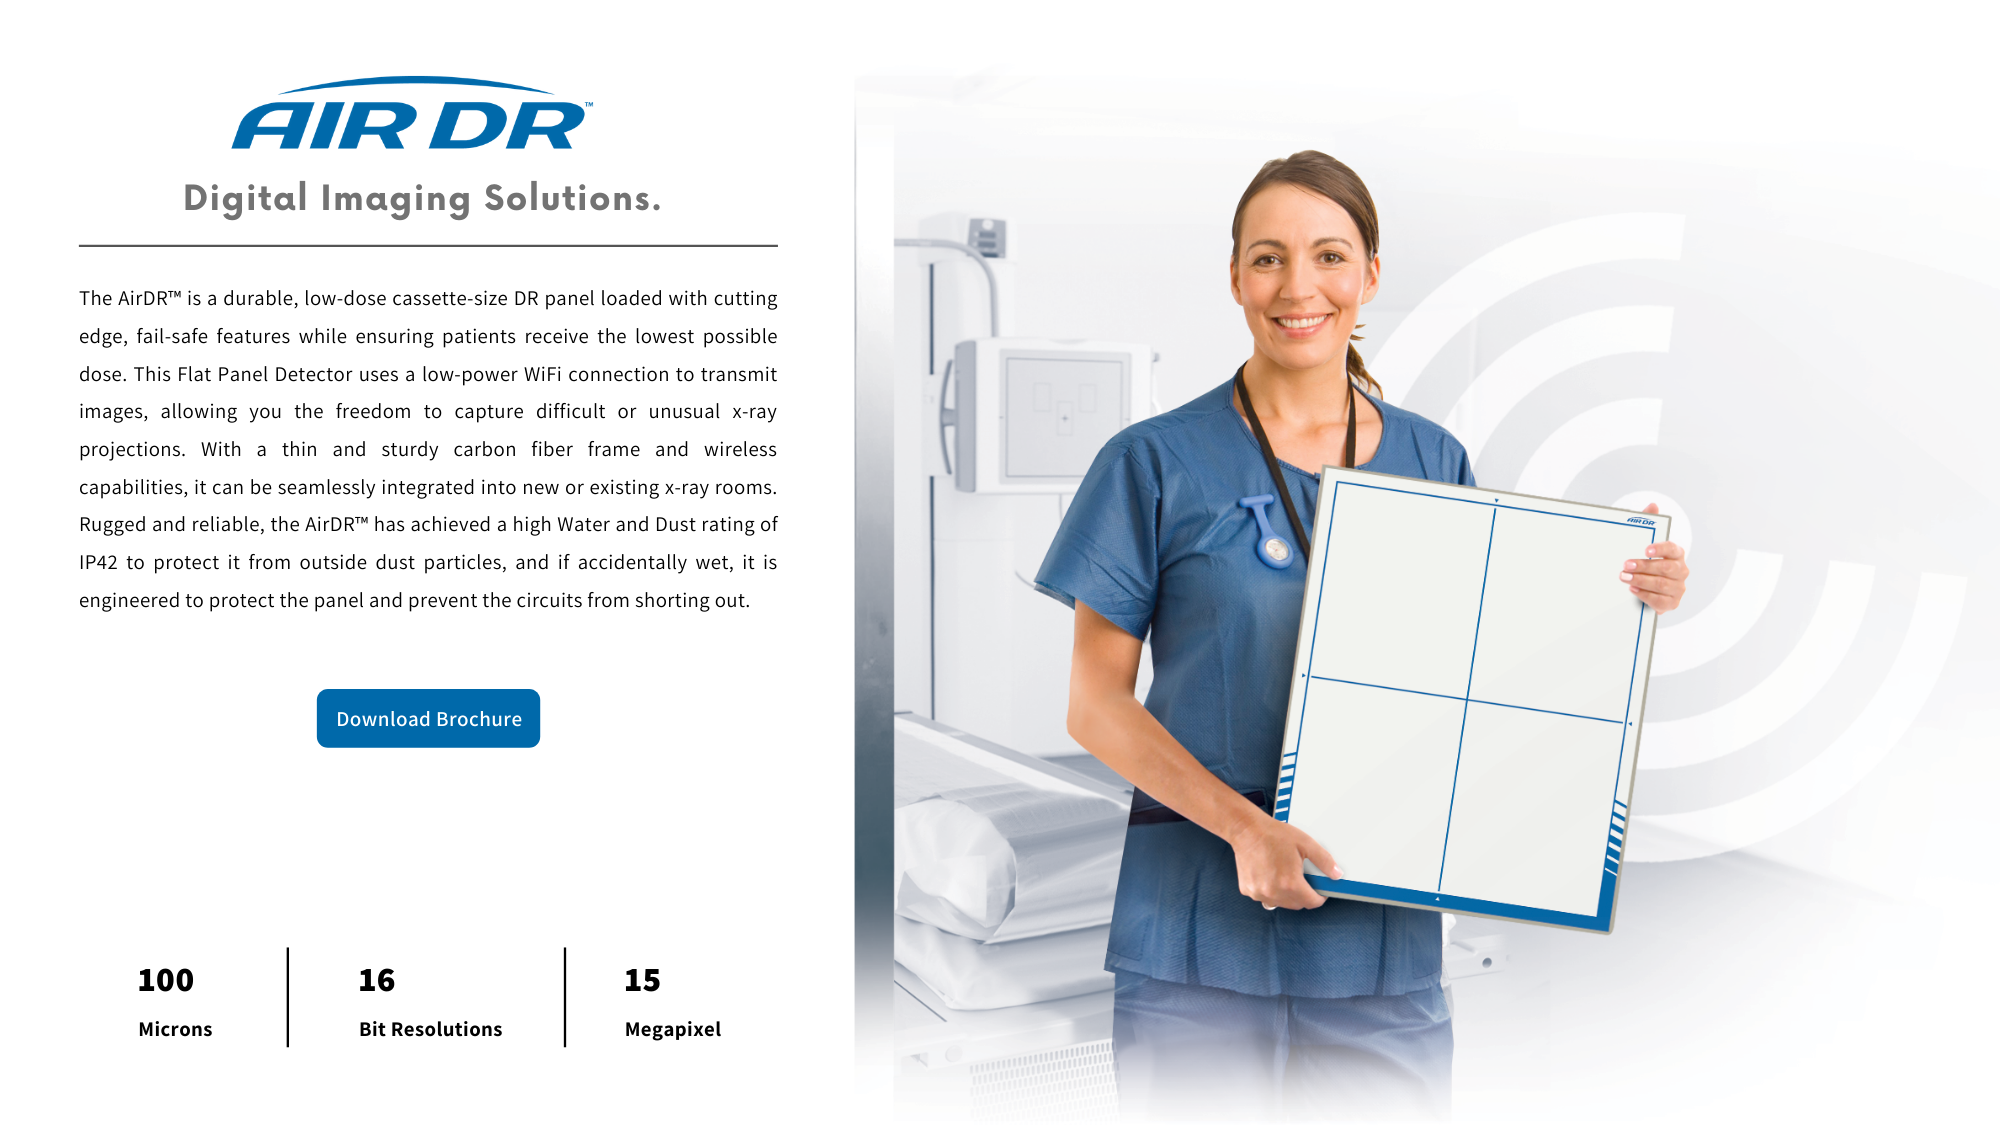 AIR DR™
Digital Imaging Solutions.
The AirDR™ is a durable, low-dose cassette-size DR panel loaded with cutting
edge, fail-safe features while ensuring patients receive the lowest possible
dose. This Flat Panel Detector uses a low-power WiFi connection to transmit
images, allowing you the freedom to capture difficult or unusual x-ray
projections. With a thin and sturdy carbon fiber frame and wireless
capabilities, it can be seamlessly integrated into new or existing x-ray rooms.
Rugged and reliable, the AirDR™ has achieved a high Water and Dust rating of
IP42 to protect it from outside dust particles, and if accidentally wet, it is
engineered to protect the panel and prevent the circuits from shorting out.
Download Brochure
100
Microns
16
Bit Resolutions
15
Megapixel
AIR DR